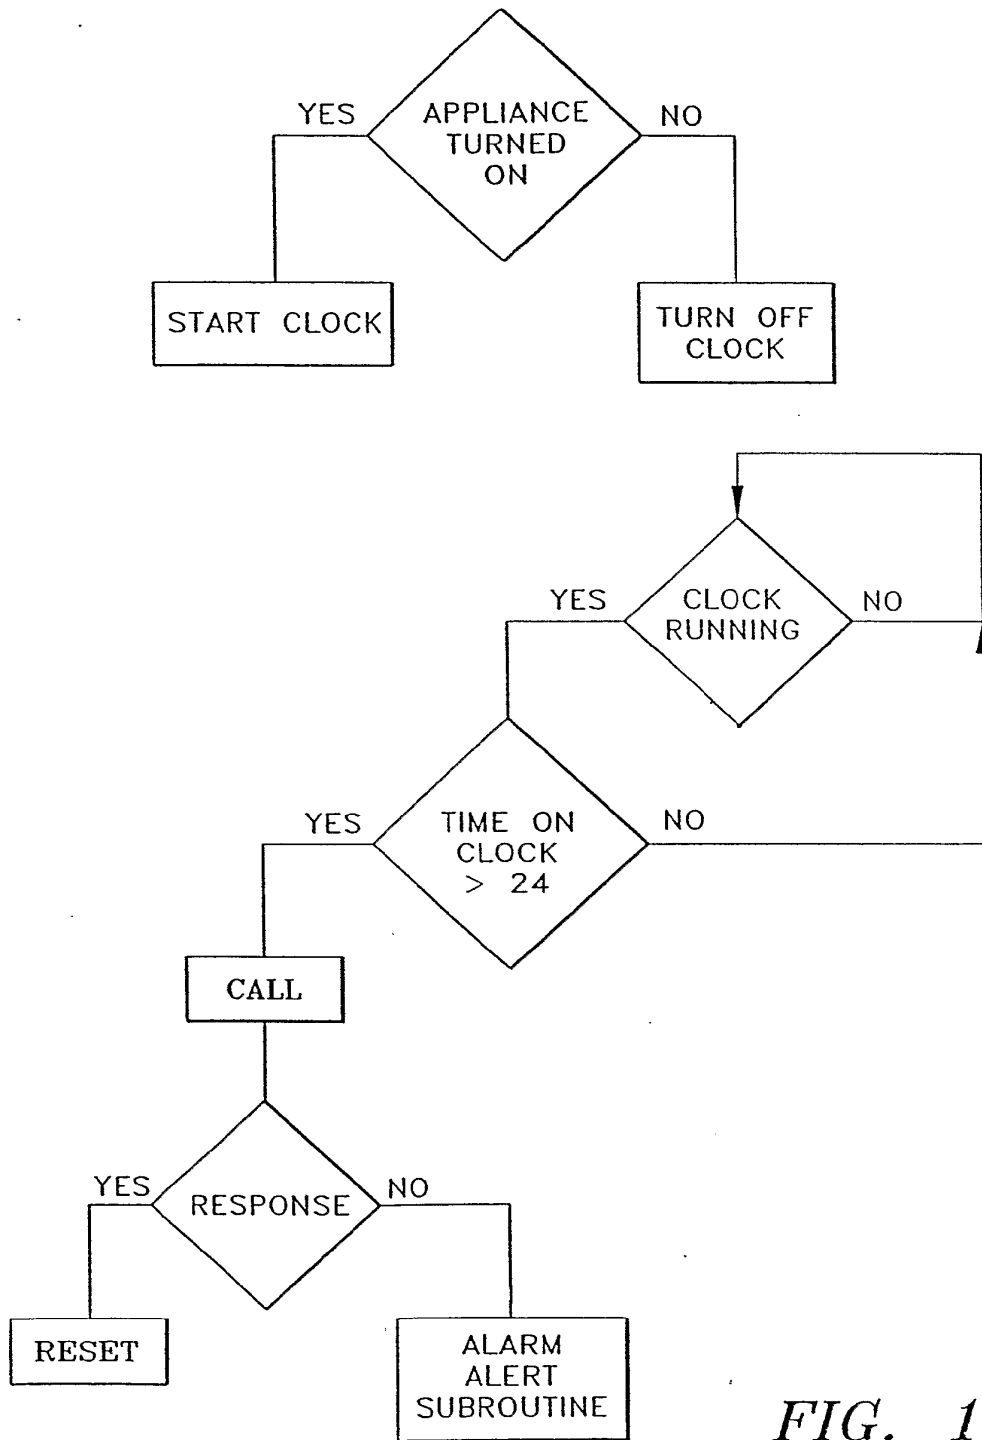 YES
APPLIANCE
TURNED
ON
NO
START CLOCK
TURN OFF
CLOCK
YES
CLOCK
RUNNING
NO
YES
TIME ON
CLOCK
> 24
NO
CALL
YES
RESPONSE
NO
RESET
ALARM
ALERT
SUBROUTINE
FIG. 1